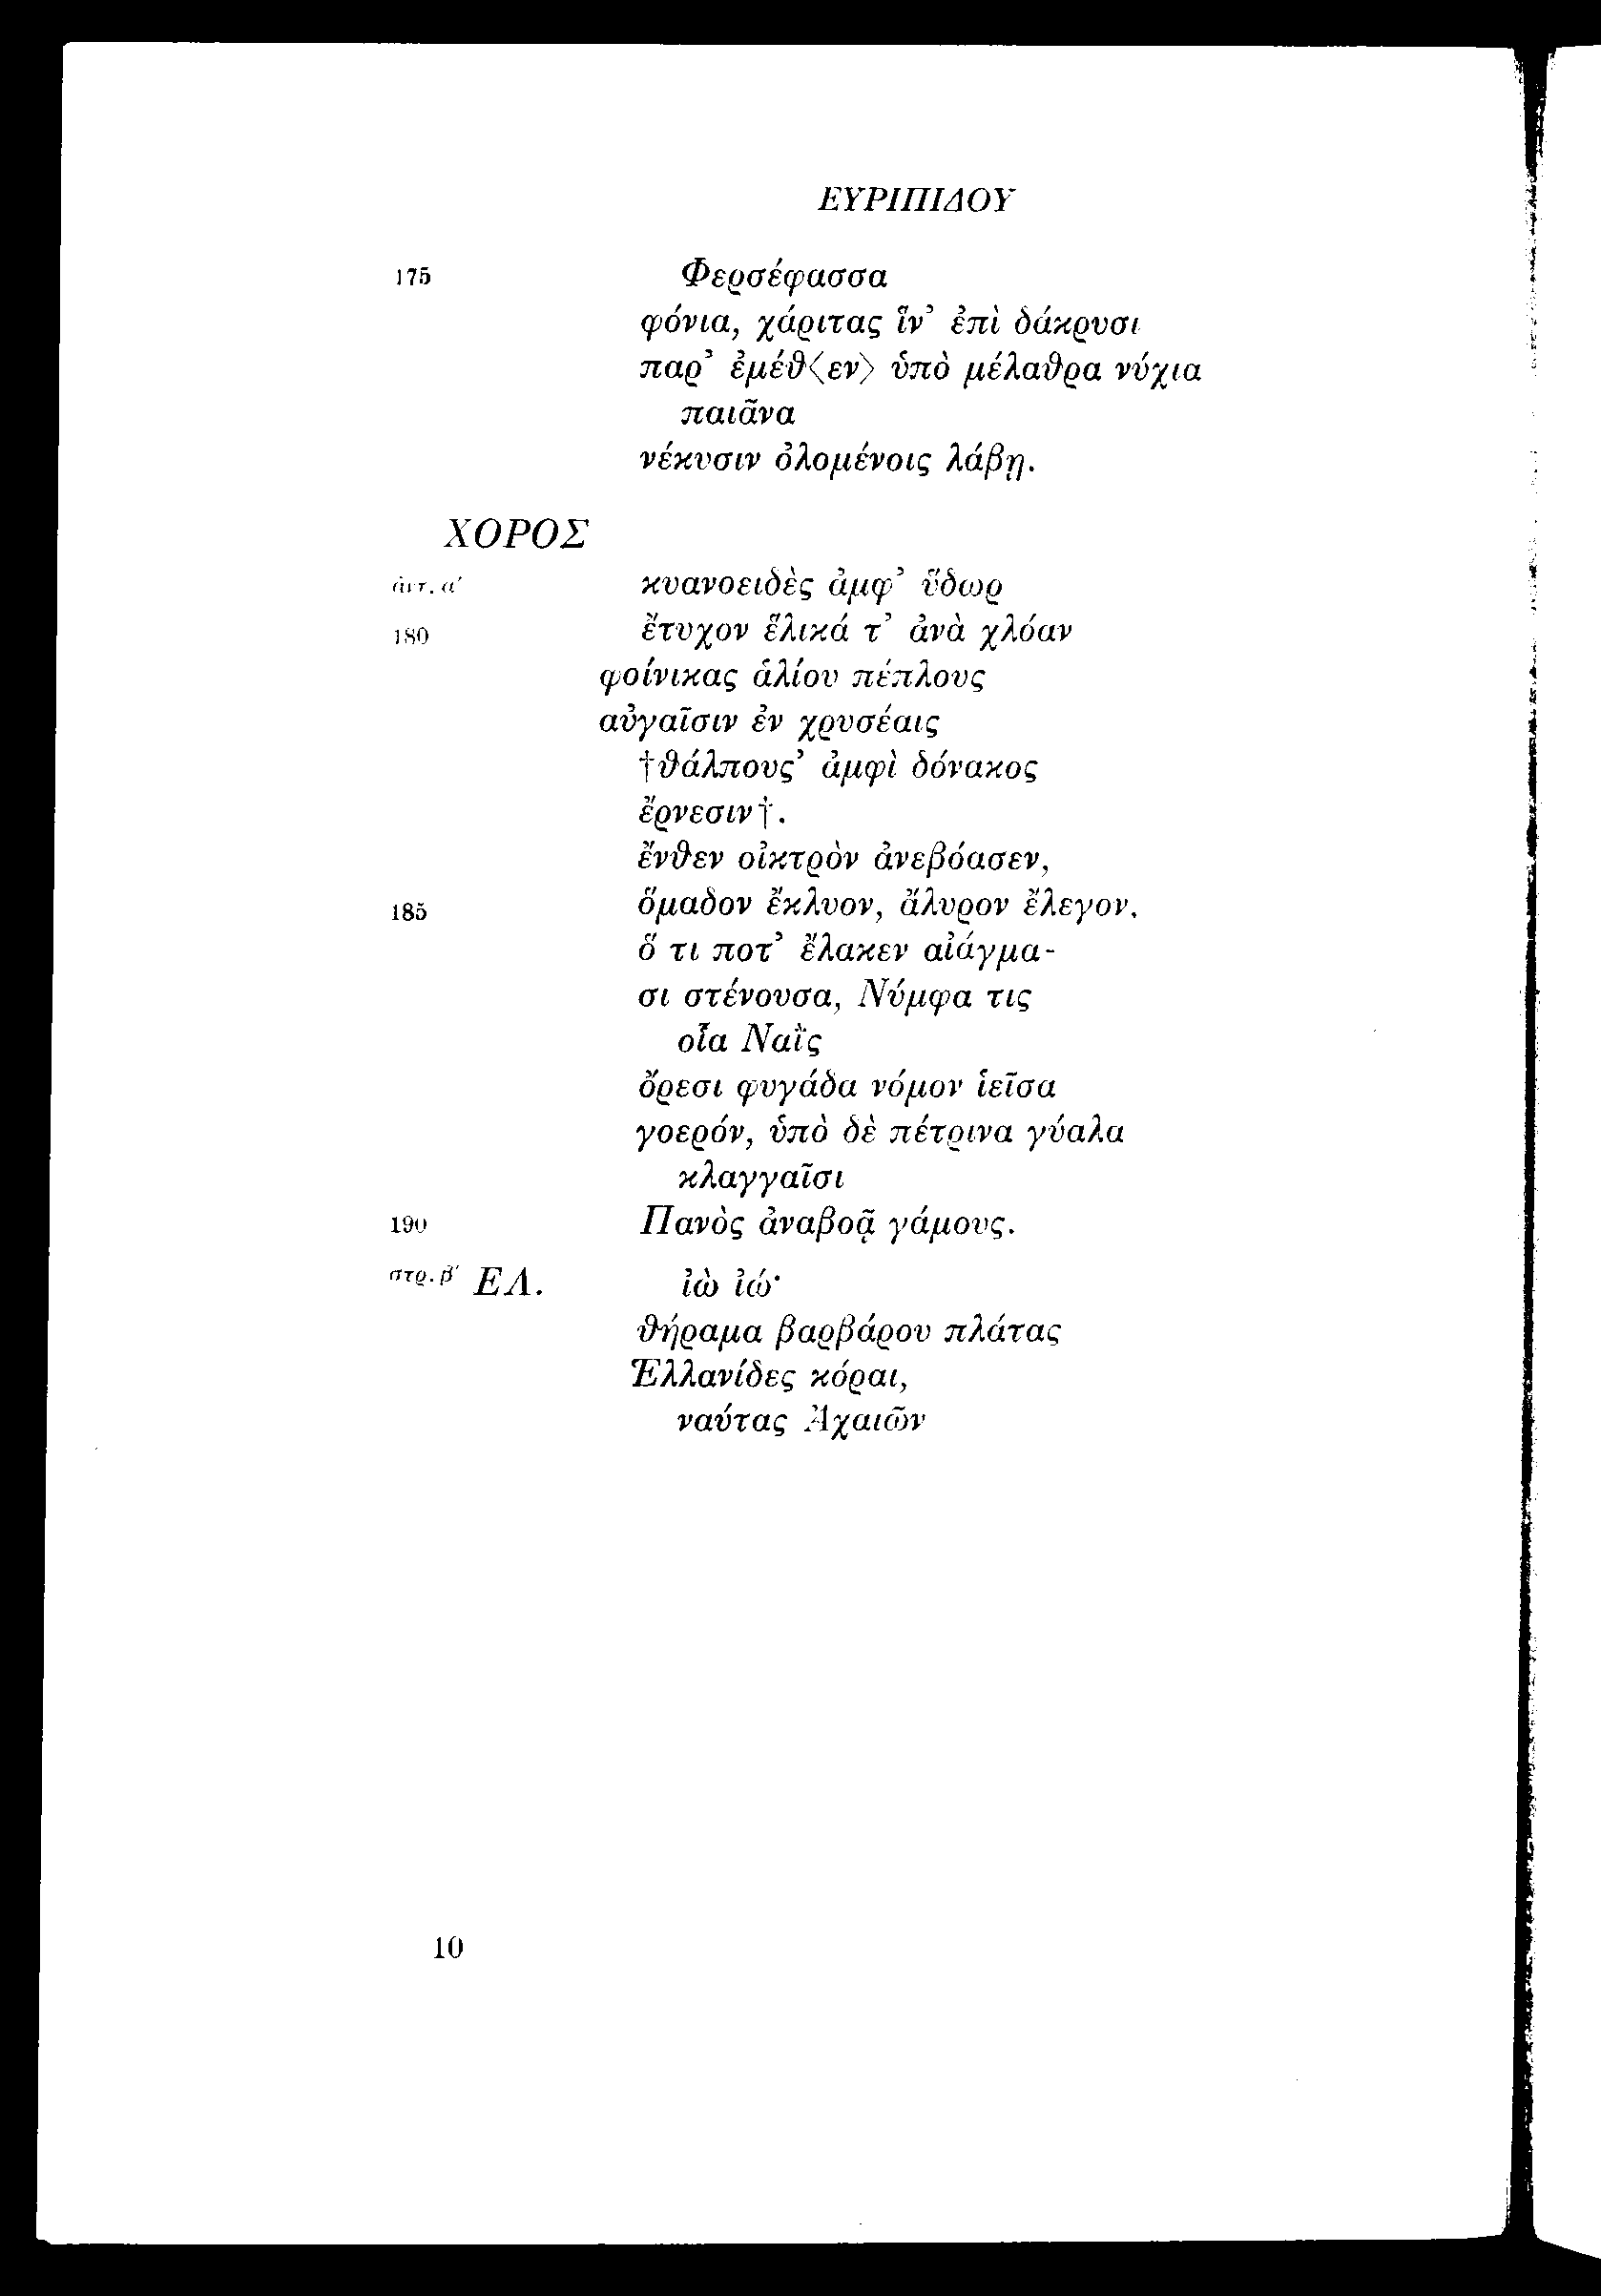 ΕΥΡΙΠΙΔΟΥ
175 Φερσέφασσα
φόνια, χάριτας ἵν’ ἐπὶ δάκρυσι
παρ’ ἐμέθ⟨εν⟩ ὑπὸ μέλαθρα νύχια
παιᾶνα
νέκυσιν ὀλομένοις λάβῃ.
ΧΟΡΟΣ
ἀντ. α′ κυανοειδὲς ἀμφ’ ὕδωρ
180 ἔτυχον ἕλικά τ’ ἀνὰ χλόαν
φοίνικας ἁλίου πέπλους
αὐγαῖσιν ἐν χρυσέαις
†θάλπους’ ἀμφὶ δόνακος
ἔρνεσιν†.
ἔνθεν οἰκτρὸν ἀνεβόασεν,
185 ὅμαδον ἔκλυον, ἄλυρον ἔλεγον,
ὅ τι ποτ’ ἔλακεν αἰάγμα-
σι στένουσα, Νύμφα τις
οἷα Ναῒς
ὄρεσι φυγάδα νόμον ἱεῖσα
γοερόν, ὑπὸ δὲ πέτρινα γύαλα
κλαγγαῖσι
190 Πανὸς ἀναβοᾷ γάμους.
στρ. β′ ΕΛ. ἰὼ ἰώ·
θήραμα βαρβάρου πλάτας
Ἑλλανίδες κόραι,
ναύτας Ἀχαιῶν
10